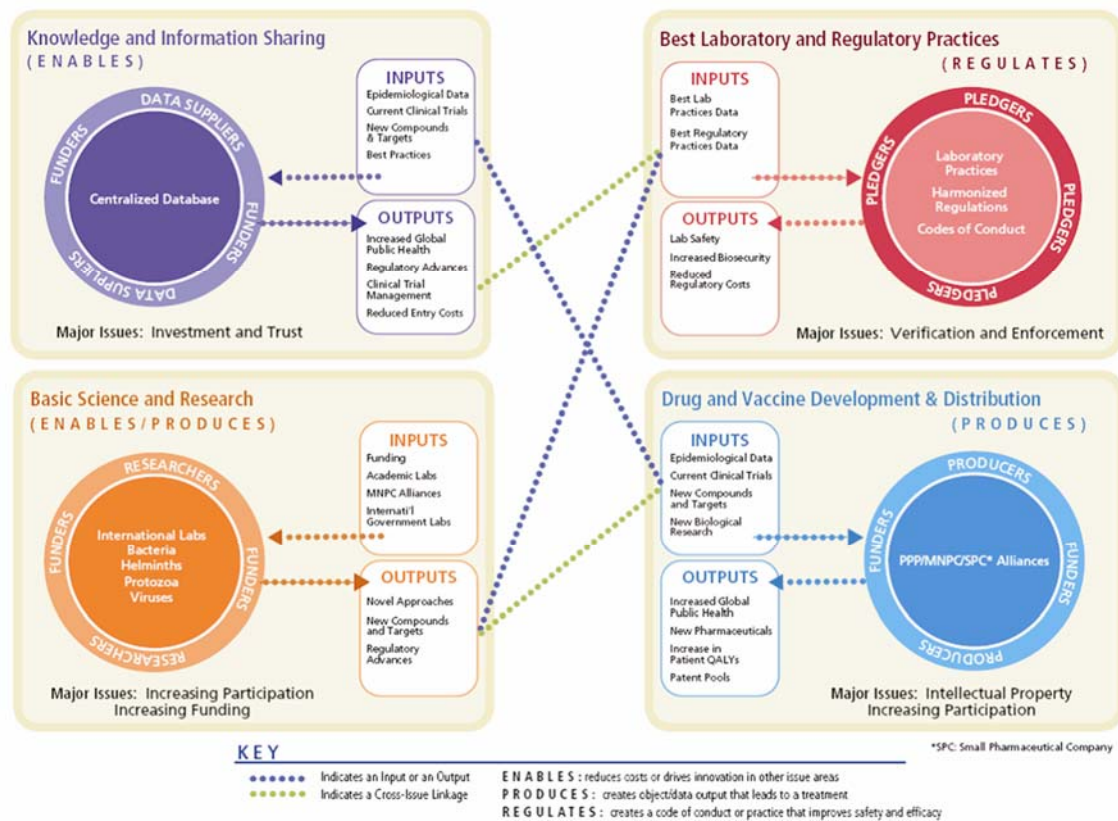 Knowledge and Information Sharing
(ENABLES)
DATA SUPPLIERS
FUNDERS
FUNDERS
DATA SUPPLIERS
Centralized Database
INPUTS
Epidemiological Data
Current Clinical Trials
New Compounds
& Targets
Best Practices
OUTPUTS
Increased Global
Public Health
Regulatory Advances
Clinical Trial
Management
Reduced Entry Costs
Major Issues: Investment and Trust
Best Laboratory and Regulatory Practices
(REGULATES)
INPUTS
Best Lab
Practices Data
Best Regulatory
Practices Data
OUTPUTS
Lab Safety
Increased Biosecurity
Reduced
Regulatory Costs
PLEDGERS
PLEDGERS
PLEDGERS
PLEDGERS
Laboratory
Practices
Harmonized
Regulations
Codes of Conduct
Major Issues: Verification and Enforcement
Basic Science and Research
(ENABLES/PRODUCES)
RESEARCHERS
FUNDERS
FUNDERS
RESEARCHERS
International Labs
Bacteria
Helminths
Protozoa
Viruses
INPUTS
Funding
Academic Labs
MNPC Alliances
Internati'l
Government Labs
OUTPUTS
Novel Approaches
New Compounds
and Targets
Regulatory
Advances
Major Issues: Increasing Participation
Increasing Funding
Drug and Vaccine Development & Distribution
(PRODUCES)
INPUTS
Epidemiological Data
Current Clinical Trials
New Compounds
and Targets
New Biological
Research
OUTPUTS
Increased Global
Public Health
New Pharmaceuticals
Increase in
Patient QALYs
Patent Pools
PRODUCERS
FUNDERS
FUNDERS
PRODUCERS
PPP/MNPC/SPC* Alliances
Major Issues: Intellectual Property
Increasing Participation
*SPC: Small Pharmaceutical Company
KEY
Indicates an Input or an Output
Indicates a Cross-Issue Linkage
ENABLES: reduces costs or drives innovation in other issue areas
PRODUCES: creates object/data output that leads to a treatment
REGULATES: creates a code of conduct or practice that improves safety and efficacy